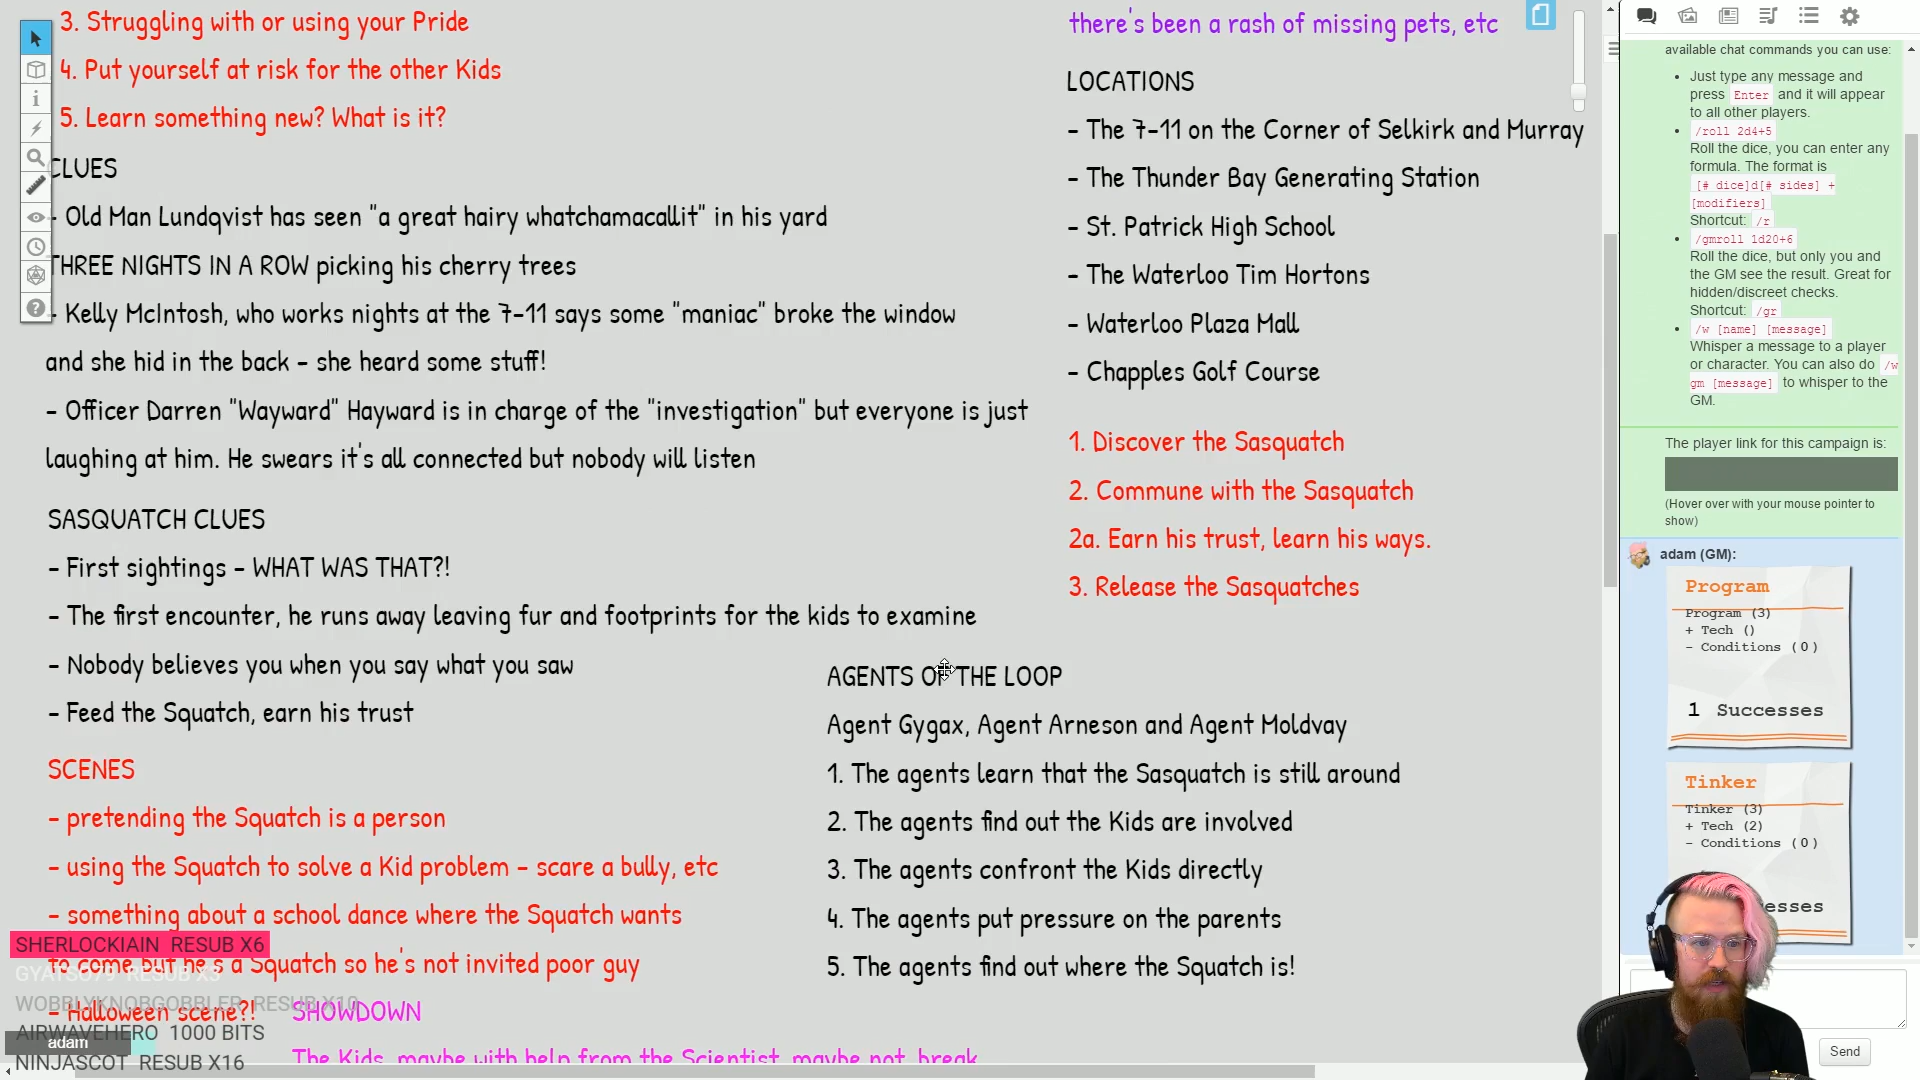 3. Struggling with or using your Pride
4. Put yourself at risk for the other Kids
5. Learn something new? What is it?
CLUES
- Old Man Lundqvist has seen "a great hairy whatchamacallit" in his yard
THREE NIGHTS IN A ROW picking his cherry trees
- Kelly McIntosh, who works nights at the 7-11 says some "maniac" broke the window
and she hid in the back - she heard some stuff!
- Officer Darren "Wayward" Hayward is in charge of the "investigation" but everyone is just
laughing at him. He swears it's all connected but nobody will listen
SASQUATCH CLUES
- First sightings - WHAT WAS THAT?!
- The first encounter, he runs away leaving fur and footprints for the kids to examine
- Nobody believes you when you say what you saw
- Feed the Squatch, earn his trust
SCENES
- pretending the Squatch is a person
- using the Squatch to solve a Kid problem - scare a bully, etc
- something about a school dance where the Squatch wants
to come but he's a Squatch so he's not invited poor guy
- Halloween scene?!
SHOWDOWN
The Kids, maybe with help from the Scientist, maybe not, break
there's been a rash of missing pets, etc
LOCATIONS
- The 7-11 on the Corner of Selkirk and Murray
- The Thunder Bay Generating Station
- St. Patrick High School
- The Waterloo Tim Hortons
- Waterloo Plaza Mall
- Chapples Golf Course
1. Discover the Sasquatch
2. Commune with the Sasquatch
2a. Earn his trust, learn his ways.
3. Release the Sasquatches
AGENTS OF THE LOOP
Agent Gygax, Agent Arneson and Agent Moldvay
1. The agents learn that the Sasquatch is still around
2. The agents find out the Kids are involved
3. The agents confront the Kids directly
4. The agents put pressure on the parents
5. The agents find out where the Squatch is!
SHERLOCKIAIN RESUB X6
GYATSO79 RESUB X3
WOBBLYKNOBGOBBLER RESUB X10
AIRWAVEHERO 1000 BITS
adam
NINJASCOT RESUB X16
available chat commands you can use:
• Just type any message and
press Enter and it will appear
to all other players.
• /roll 2d4+5
Roll the dice, you can enter any
formula. The format is
[# dice]d[# sides] +
[modifiers]
Shortcut: /r
• /gmroll 1d20+6
Roll the dice, but only you and
the GM see the result. Great for
hidden/discreet checks.
Shortcut: /gr
• /w [name] [message]
Whisper a message to a player
or character. You can also do /w
gm [message] to whisper to the
GM.
The player link for this campaign is:
(Hover over with your mouse pointer to
show)
adam (GM):
Program
Program (3)
+ Tech ()
- Conditions (0)
1 Successes
Tinker
Tinker (3)
+ Tech (2)
- Conditions (0)
Send